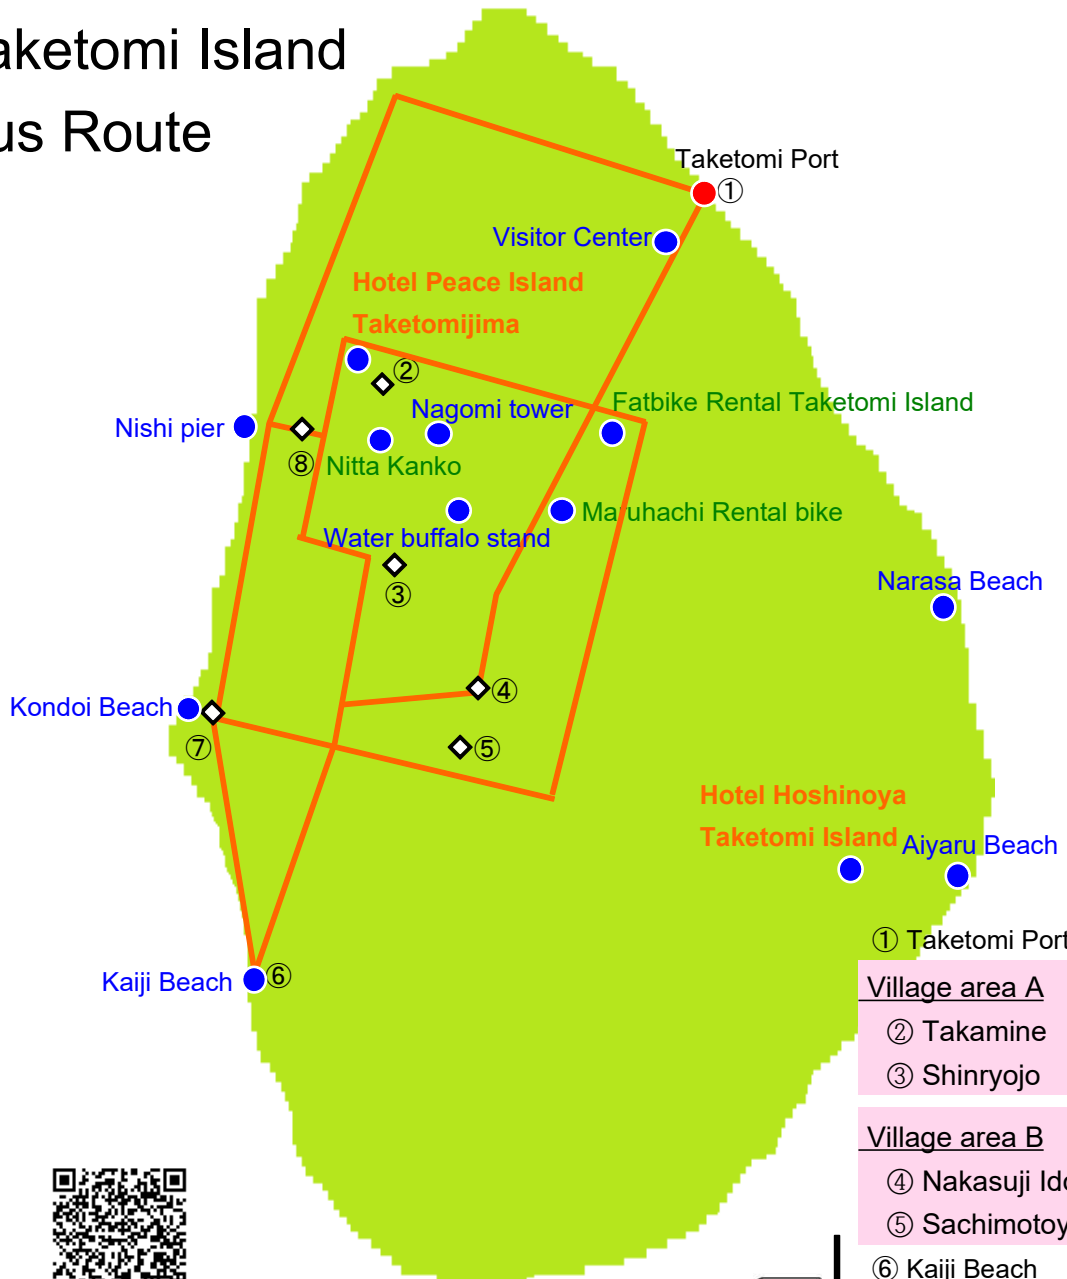 aketomi Island
us Route
Taketomi Port
①
Visitor Center
Hotel Peace Island
Taketomijima
②
Nagomi tower
Fatbike Rental Taketomi Island
Nishi pier
⑧
Nitta Kanko
Maruhachi Rental bike
Water buffalo stand
③
Narasa Beach
④
Kondoi Beach
⑦
⑤
Hotel Hoshinoya
Taketomi Island
Aiyaru Beach
Kaiji Beach
⑥
① Taketomi Port
Village area A
② Takamine
③ Shinryojo
Village area B
④ Nakasuji Ido
⑤ Sachimotoy
⑥ Kaiji Beach